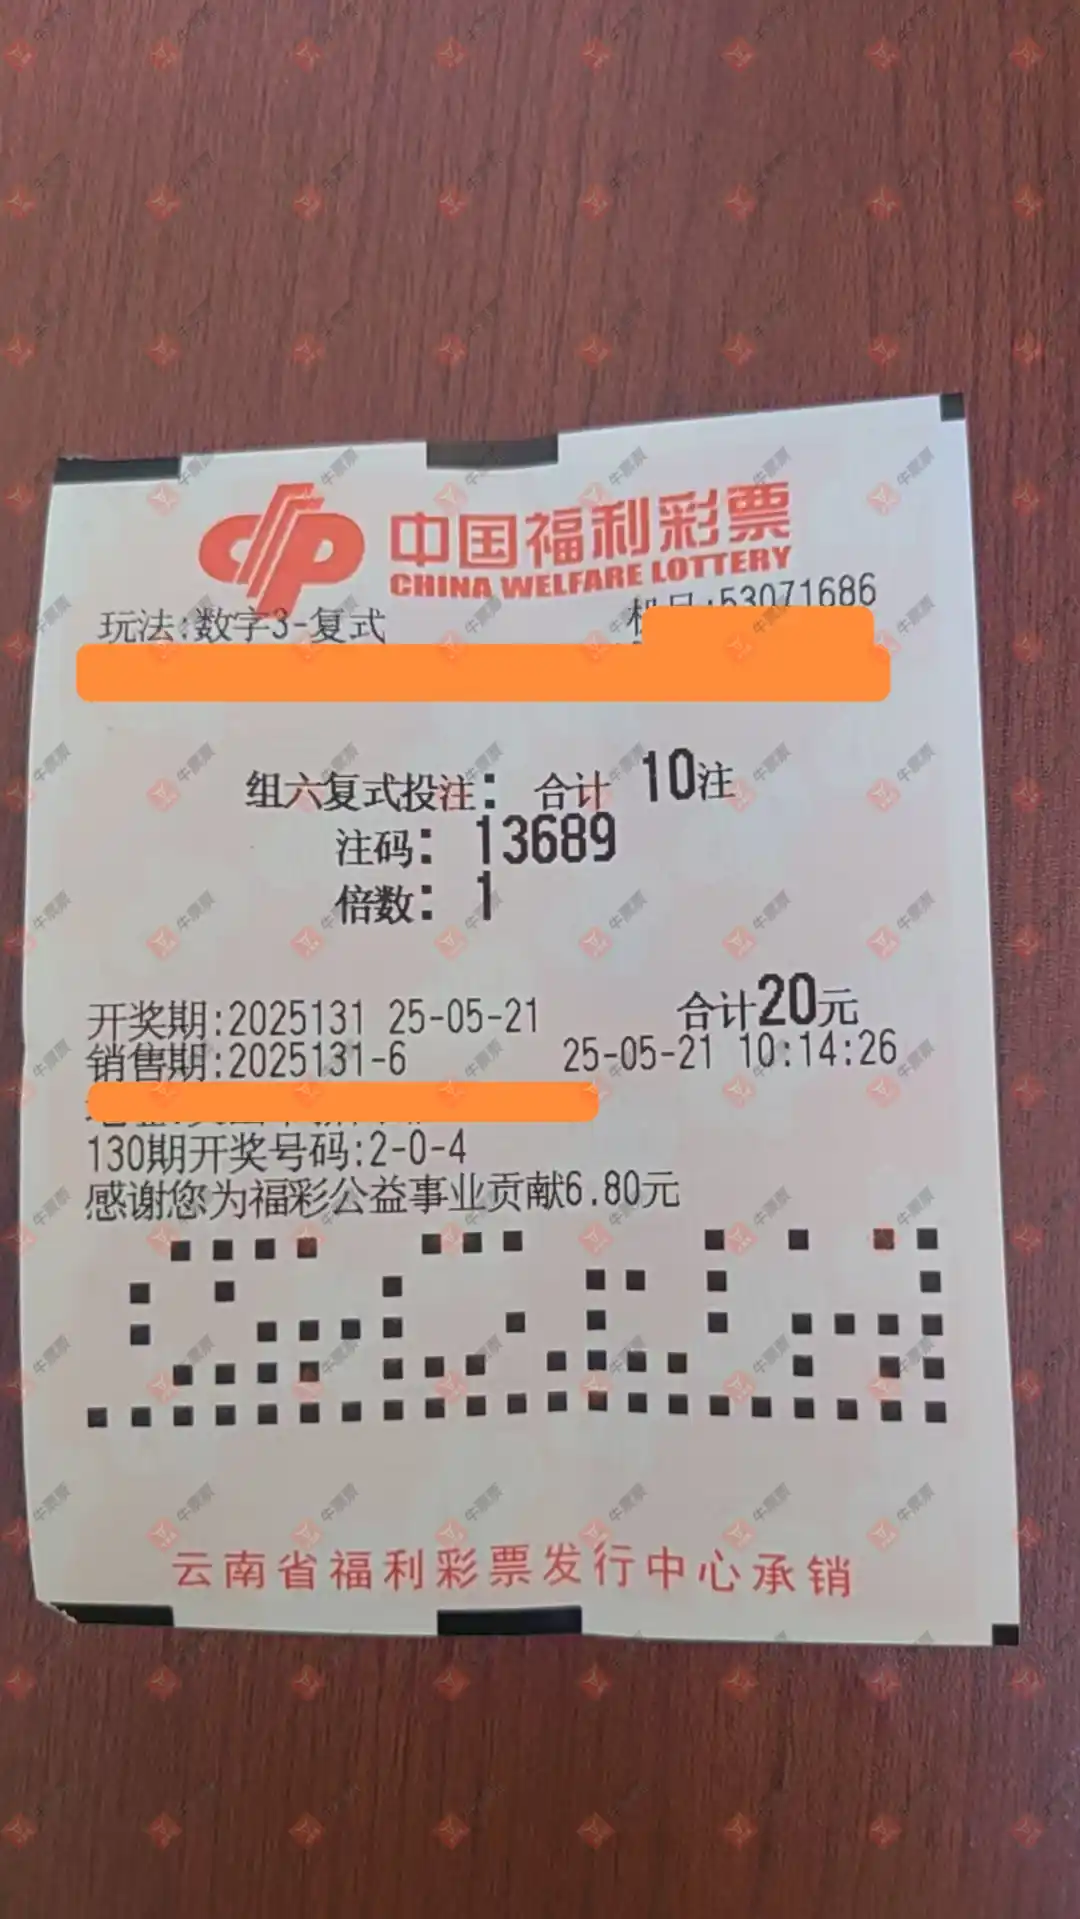 中国福利彩票
CHINA WELFARE LOTTERY
玩法:数字3-复式 机号:53071686
组六复式投注: 合计 10注
注码: 13689
倍数: 1
开奖期:2025131 25-05-21 合计20元
销售期:2025131-6 25-05-21 10:14:26
130期开奖号码:2-0-4
感谢您为福彩公益事业贡献6.80元
云南省福利彩票发行中心承销
牛票票